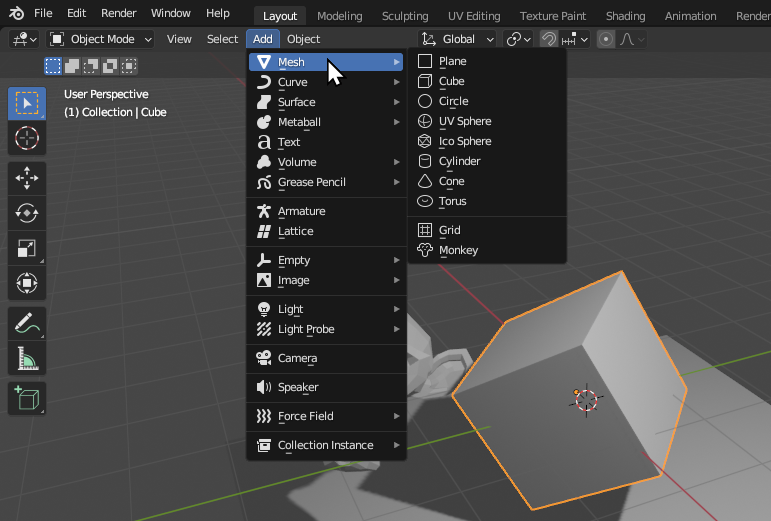 File Edit Render Window Help Layout Modeling Sculpting UV Editing Texture Paint Shading Animation
Object Mode View Select Add Object Global
User Perspective
(1) Collection | Cube
Mesh
Curve
Surface
Metaball
Text
Volume
Grease Pencil
Armature
Lattice
Empty
Image
Light
Light Probe
Camera
Speaker
Force Field
Collection Instance
Plane
Cube
Circle
UV Sphere
Ico Sphere
Cylinder
Cone
Torus
Grid
Monkey